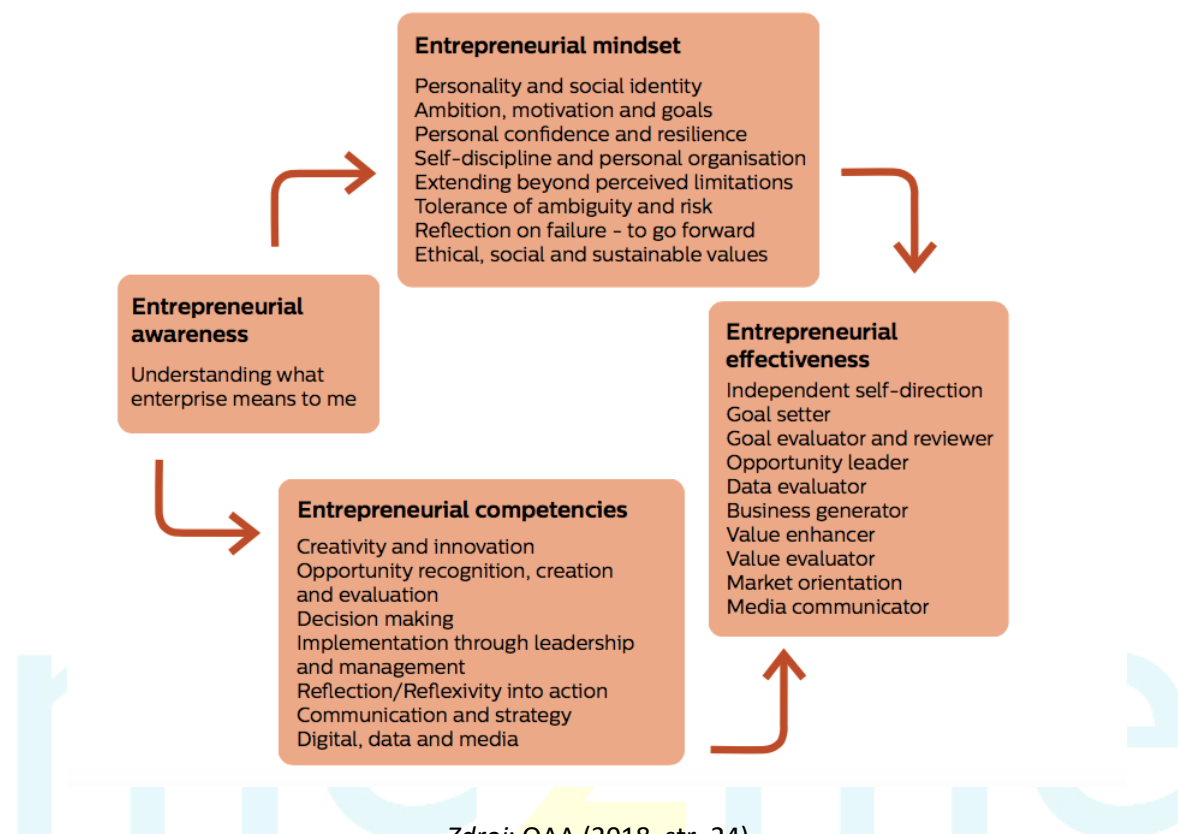 Entrepreneurial mindset
Personality and social identity
Ambition, motivation and goals
Personal confidence and resilience
Self-discipline and personal organisation
Extending beyond perceived limitations
Tolerance of ambiguity and risk
Reflection on failure - to go forward
Ethical, social and sustainable values
Entrepreneurial
awareness
Understanding what
enterprise means to me
Entrepreneurial
effectiveness
Independent self-direction
Goal setter
Goal evaluator and reviewer
Opportunity leader
Data evaluator
Business generator
Value enhancer
Value evaluator
Market orientation
Media communicator
Entrepreneurial competencies
Creativity and innovation
Opportunity recognition, creation
and evaluation
Decision making
Implementation through leadership
and management
Reflection/Reflexivity into action
Communication and strategy
Digital, data and media
Zdroj: QAA (2018, str. 24)